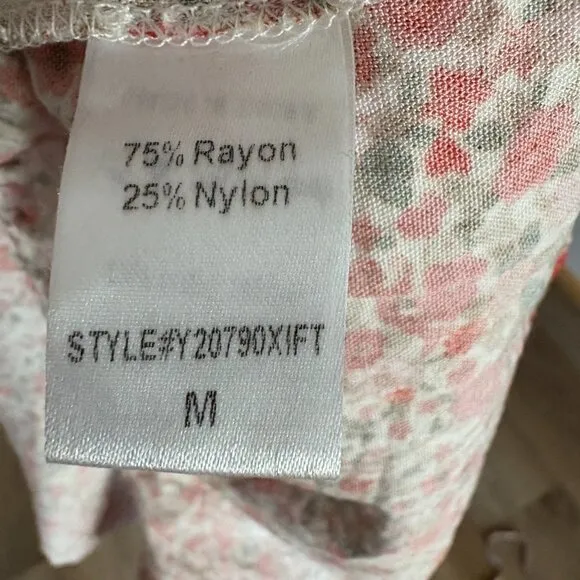 75% Rayon
25% Nylon
STYLE#Y20790XIFT
M